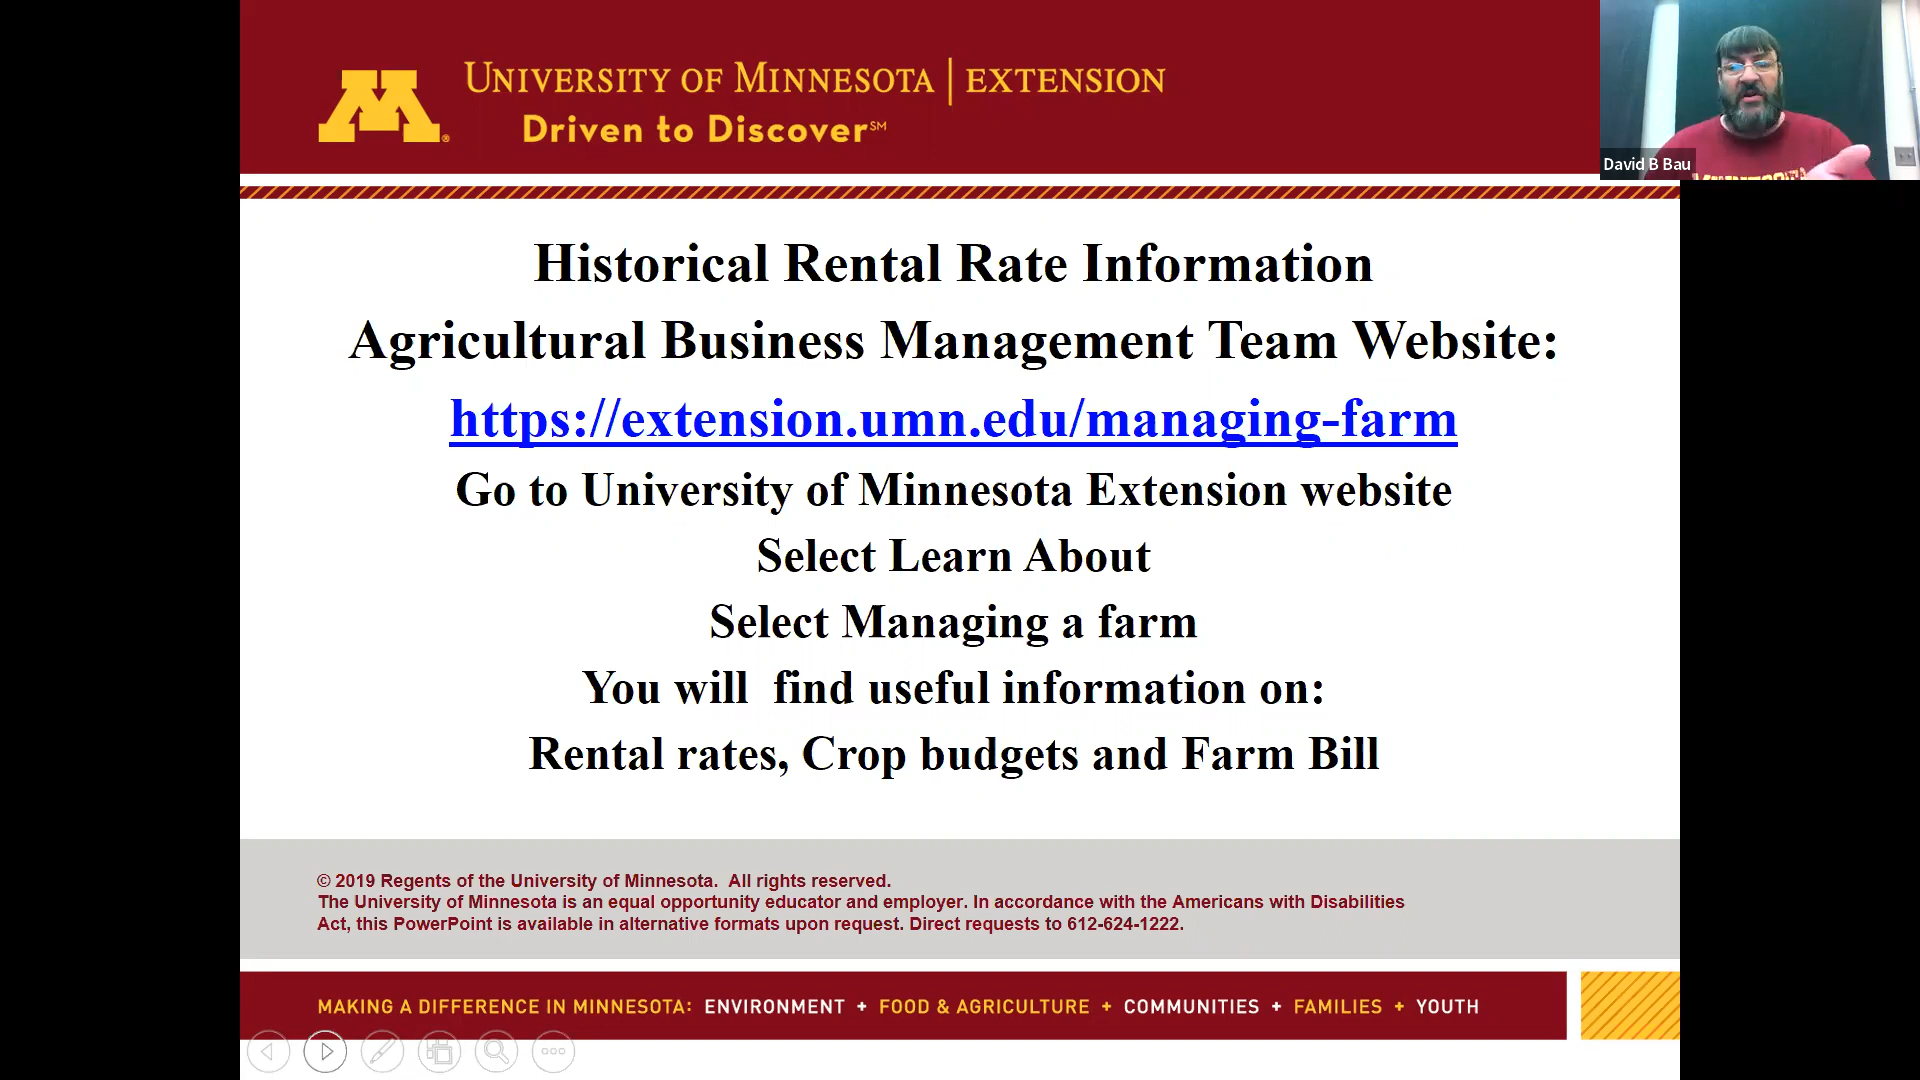 UNIVERSITY OF MINNESOTA | EXTENSION
Driven to Discover℠
David B Bau
Historical Rental Rate Information
Agricultural Business Management Team Website:
https://extension.umn.edu/managing-farm
Go to University of Minnesota Extension website
Select Learn About
Select Managing a farm
You will  find useful information on:
Rental rates, Crop budgets and Farm Bill
© 2019 Regents of the University of Minnesota.  All rights reserved.
The University of Minnesota is an equal opportunity educator and employer. In accordance with the Americans with Disabilities
Act, this PowerPoint is available in alternative formats upon request. Direct requests to 612-624-1222.
MAKING A DIFFERENCE IN MINNESOTA: ENVIRONMENT + FOOD & AGRICULTURE + COMMUNITIES + FAMILIES + YOUTH